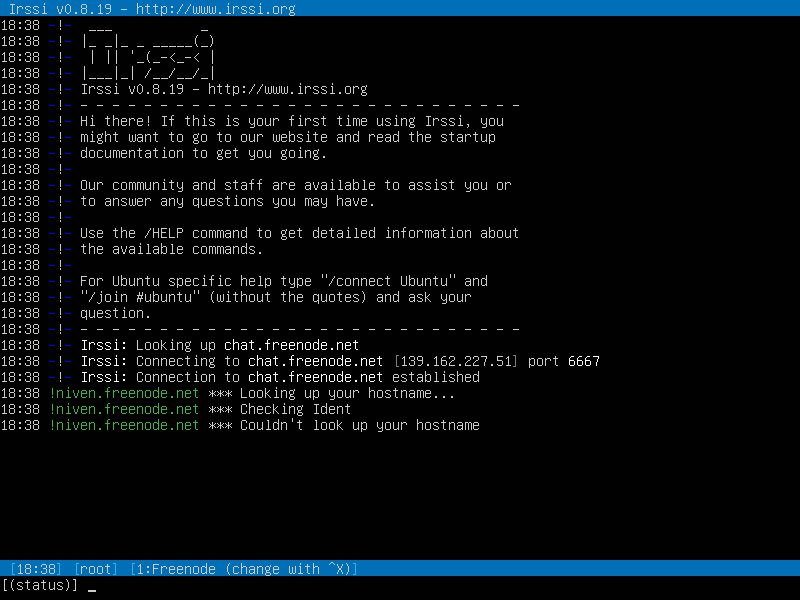 Irssi v0.8.19 - http://www.irssi.org
18:38 -!-  ___           _
18:38 -!- |_ _|_ _ _____(_)
18:38 -!-  | || '_(_-<_-< |
18:38 -!- |___|_| /__/__/_|
18:38 -!- Irssi v0.8.19 - http://www.irssi.org
18:38 -!- - - - - - - - - - - - - - - - - - - - - - - - - - - - -
18:38 -!- Hi there! If this is your first time using Irssi, you
18:38 -!- might want to go to our website and read the startup
18:38 -!- documentation to get you going.
18:38 -!-
18:38 -!- Our community and staff are available to assist you or
18:38 -!- to answer any questions you may have.
18:38 -!-
18:38 -!- Use the /HELP command to get detailed information about
18:38 -!- the available commands.
18:38 -!-
18:38 -!- For Ubuntu specific help type "/connect Ubuntu" and
18:38 -!- "/join #ubuntu" (without the quotes) and ask your
18:38 -!- question.
18:38 -!- - - - - - - - - - - - - - - - - - - - - - - - - - - - -
18:38 -!- Irssi: Looking up chat.freenode.net
18:38 -!- Irssi: Connecting to chat.freenode.net [139.162.227.51] port 6667
18:38 -!- Irssi: Connection to chat.freenode.net established
18:38 !niven.freenode.net *** Looking up your hostname...
18:38 !niven.freenode.net *** Checking Ident
18:38 !niven.freenode.net *** Couldn't look up your hostname
[18:38] [root] [1:Freenode (change with ^X)]
[(status)] _